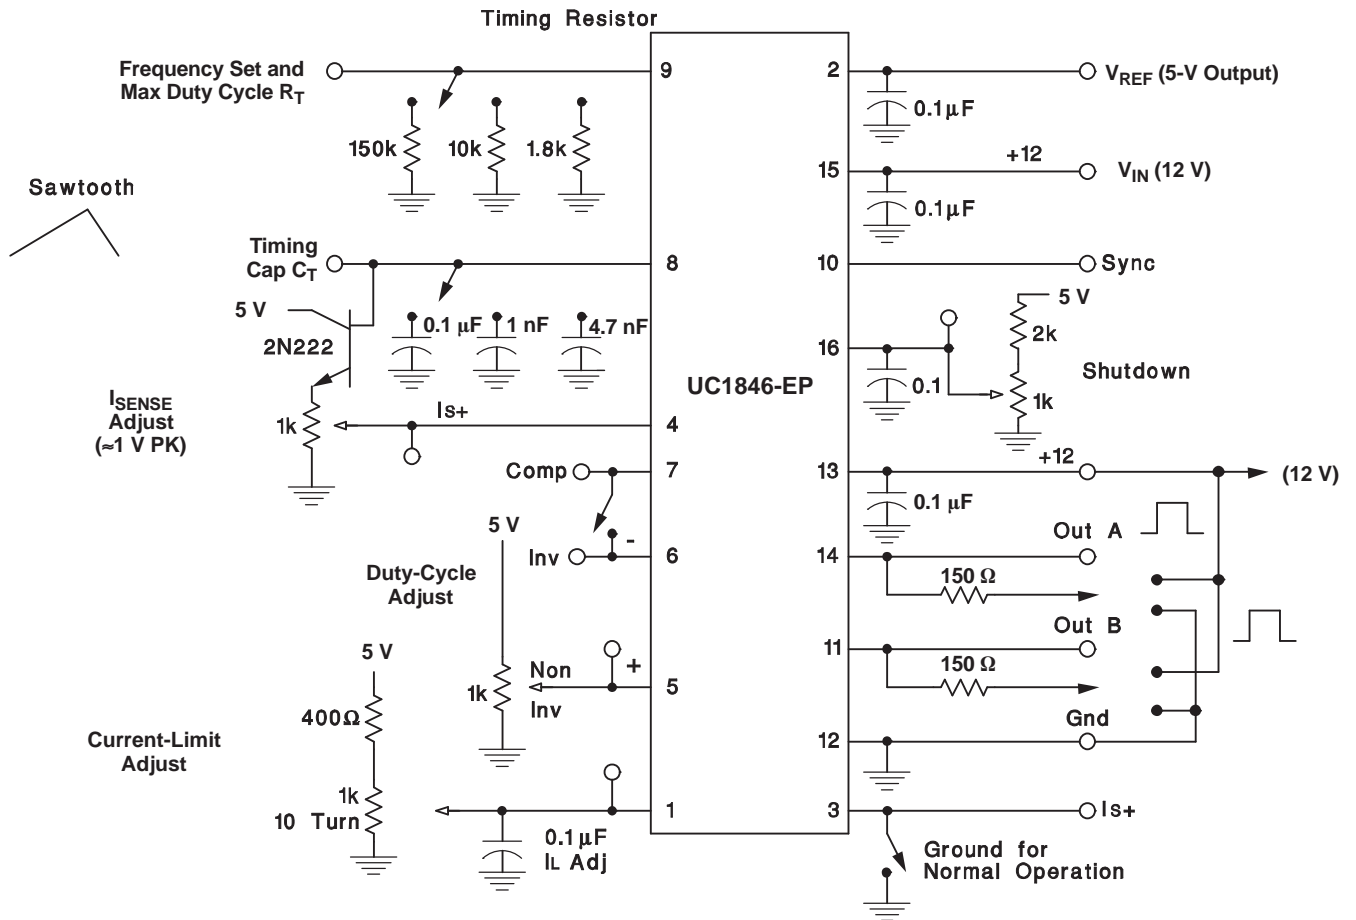 Timing Resistor
Frequency Set and
Max Duty Cycle RT
9
150k
10k
1.8k
Sawtooth
Timing
Cap CT
8
5 V
2N222
0.1 µF
1 nF
4.7 nF
ISENSE
Adjust
(≈1 V PK)
1k
Is+
4
Comp
7
5 V
-
Inv
6
Duty-Cycle
Adjust
1k
Non
Inv
+
5
5 V
400Ω
Current-Limit
Adjust
1k
10 Turn
1
0.1µF
IL Adj
UC1846-EP
2
VREF (5-V Output)
0.1µF
15
+12
VIN (12 V)
0.1µF
10
Sync
5 V
2k
16
0.1
1k
Shutdown
13
+12
(12 V)
0.1 µF
Out A
14
150 Ω
Out B
11
150 Ω
Gnd
12
3
Is+
Ground for
Normal Operation